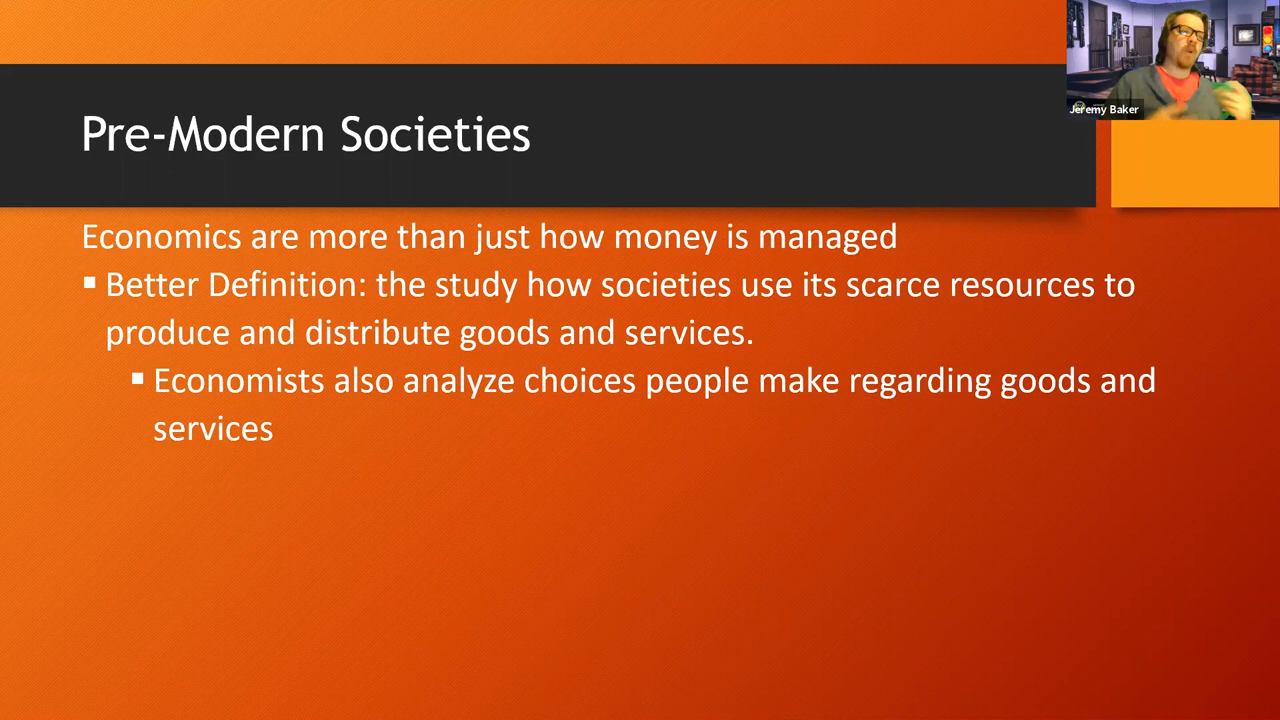 Jeremy Baker
Pre-Modern Societies
Economics are more than just how money is managed
▪ Better Definition: the study how societies use its scarce resources to
produce and distribute goods and services.
▪ Economists also analyze choices people make regarding goods and
services